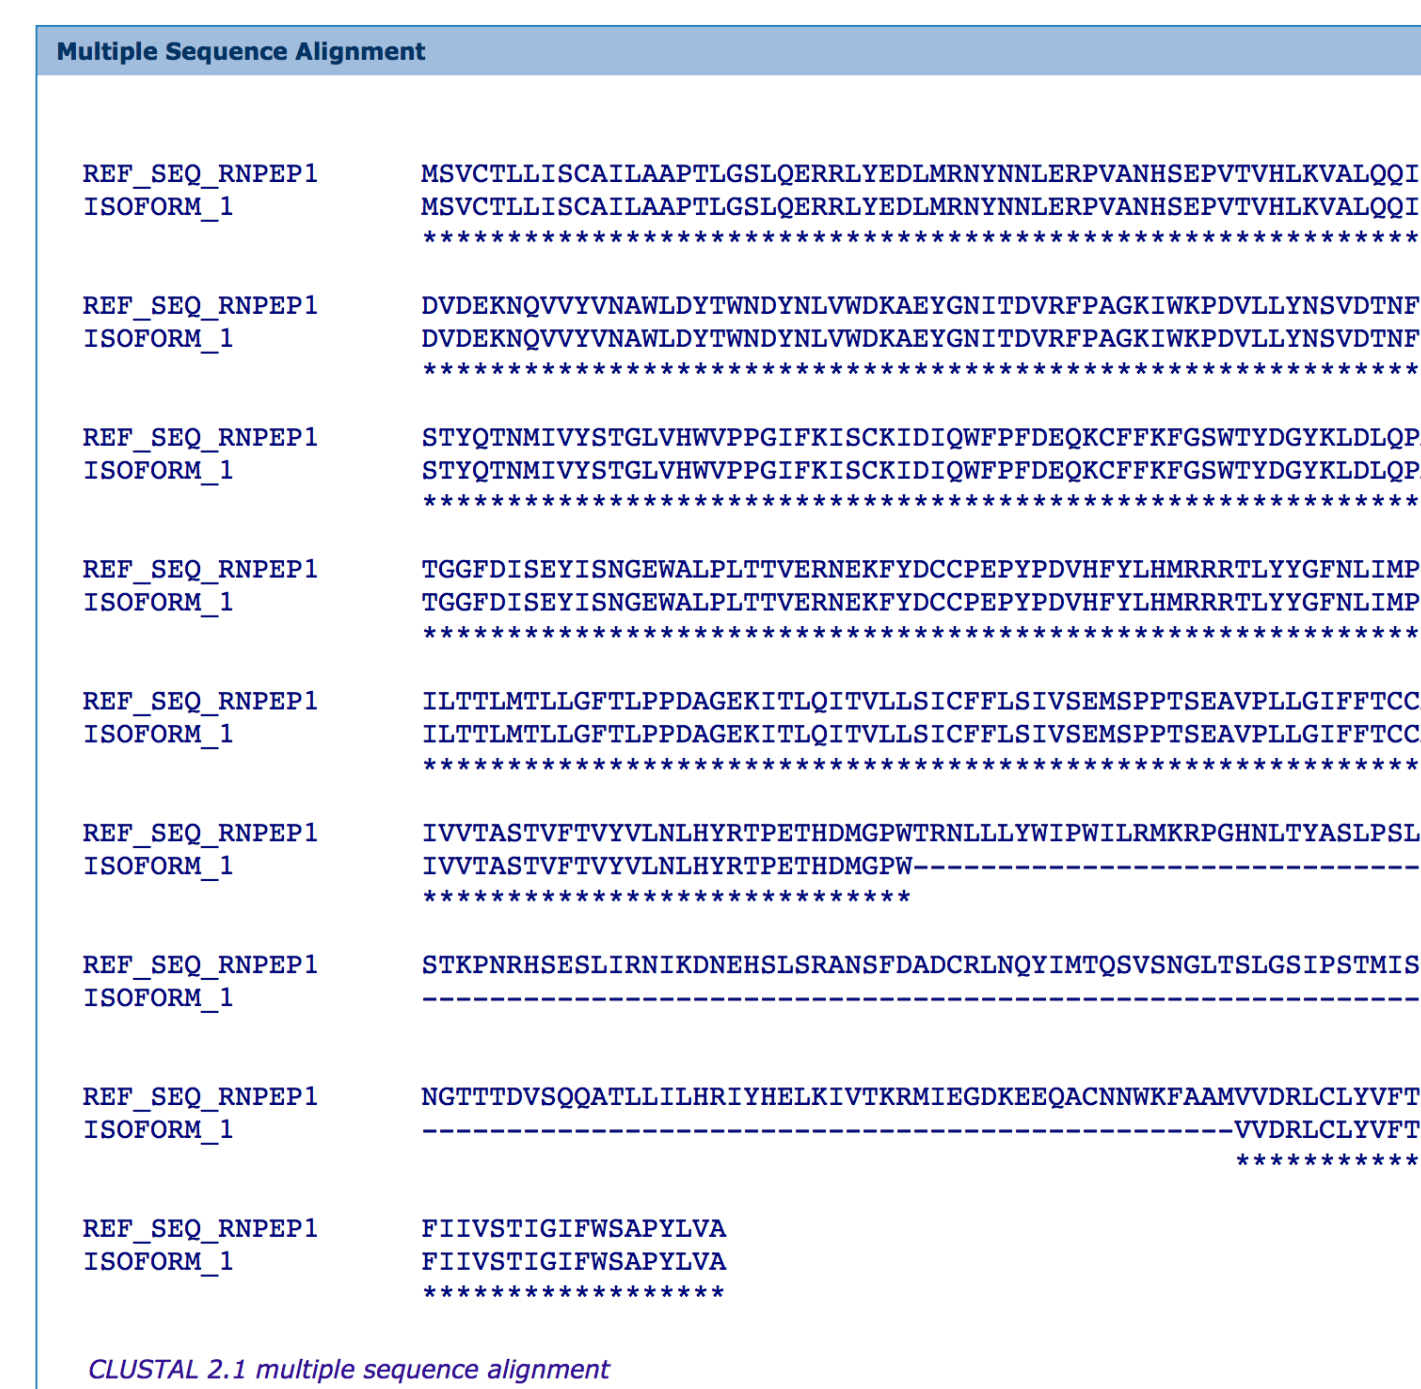 Multiple Sequence Alignment
REF_SEQ_RNPEP1 MSVCTLLISCAILAAPTLGSLQERRLYEDLMRNYNNLERPVANHSEPVTVHLKVALQQI
ISOFORM_1 MSVCTLLISCAILAAPTLGSLQERRLYEDLMRNYNNLERPVANHSEPVTVHLKVALQQI
***********************************************************
REF_SEQ_RNPEP1 DVDEKNQVVYVNAWLDYTWNDYNLVWDKAEYGNITDVRFPAGKIWKPDVLLYNSVDTNF
ISOFORM_1 DVDEKNQVVYVNAWLDYTWNDYNLVWDKAEYGNITDVRFPAGKIWKPDVLLYNSVDTNF
***********************************************************
REF_SEQ_RNPEP1 STYQTNMIVYSTGLVHWVPPGIFKISCKIDIQWFPFDEQKCFFKFGSWTYDGYKLDLQP
ISOFORM_1 STYQTNMIVYSTGLVHWVPPGIFKISCKIDIQWFPFDEQKCFFKFGSWTYDGYKLDLQP
***********************************************************
REF_SEQ_RNPEP1 TGGFDISEYISNGEWALPLTTVERNEKFYDCCPEPYPDVHFYLHMRRRTLYYGFNLIMP
ISOFORM_1 TGGFDISEYISNGEWALPLTTVERNEKFYDCCPEPYPDVHFYLHMRRRTLYYGFNLIMP
***********************************************************
REF_SEQ_RNPEP1 ILTTLMTLLGFTLPPDAGEKITLQITVLLSICFFLSIVSEMSPPTSEAVPLLGIFFTCC
ISOFORM_1 ILTTLMTLLGFTLPPDAGEKITLQITVLLSICFFLSIVSEMSPPTSEAVPLLGIFFTCC
***********************************************************
REF_SEQ_RNPEP1 IVVTASTVFTVYVLNLHYRTPETHDMGPWTRNLLLYWIPWILRMKRPGHNLTYASLPSL
ISOFORM_1 IVVTASTVFTVYVLNLHYRTPETHDMGPW------------------------------
*****************************
REF_SEQ_RNPEP1 STKPNRHSESLIRNIKDNEHSLSRANSFDADCRLNQYIMTQSVSNGLTSLGSIPSTMIS
ISOFORM_1 -----------------------------------------------------------
REF_SEQ_RNPEP1 NGTTTDVSQQATLLILHRIYHELKIVTKRMIEGDKEEQACNNWKFAAMVVDRLCLYVFT
ISOFORM_1 ------------------------------------------------VVDRLCLYVFT
***********
REF_SEQ_RNPEP1 FIIVSTIGIFWSAPYLVA
ISOFORM_1 FIIVSTIGIFWSAPYLVA
******************
CLUSTAL 2.1 multiple sequence alignment